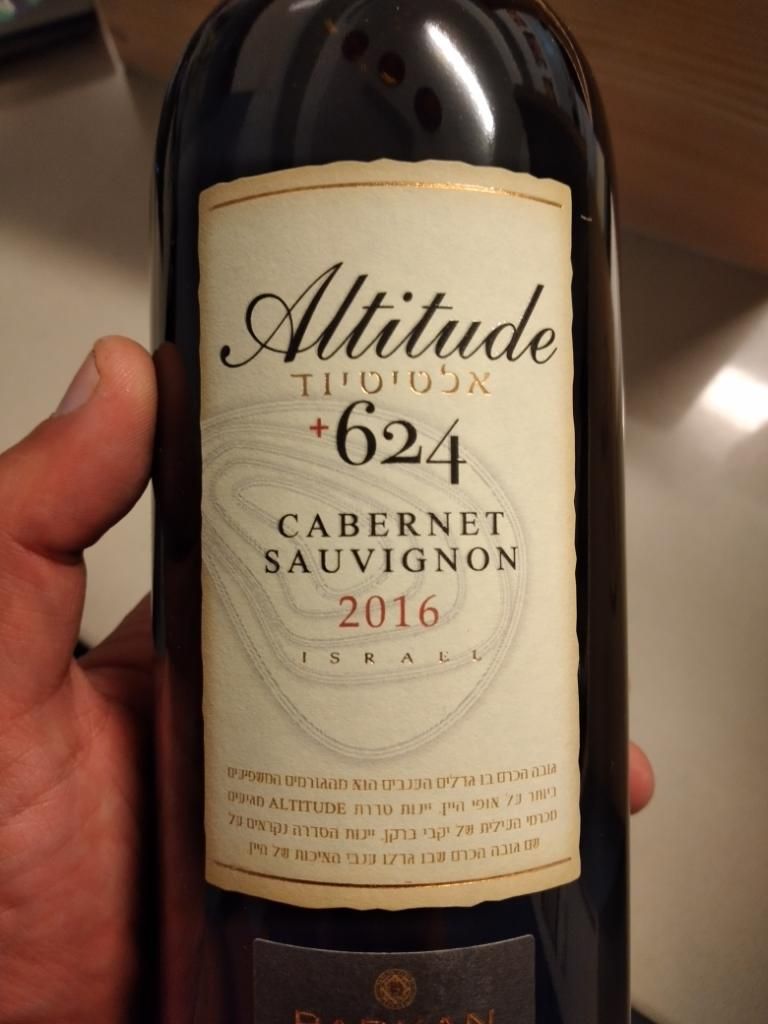 Altitude
אלטיטיוד
+624
CABERNET
SAUVIGNON
2016
ISRAEL
גובה הכרם בו גדלים הענבים הוא מהגורמים המשפיעים
ביותר על אופי היין. יינות סדרת ALTITUDE מגיעים
מכרמי העילית של יקבי ברקן. יינות הסדרה נקראים על
שם גובה הכרם שבו גדלו ענבי האיכות של היין.
BARKAN